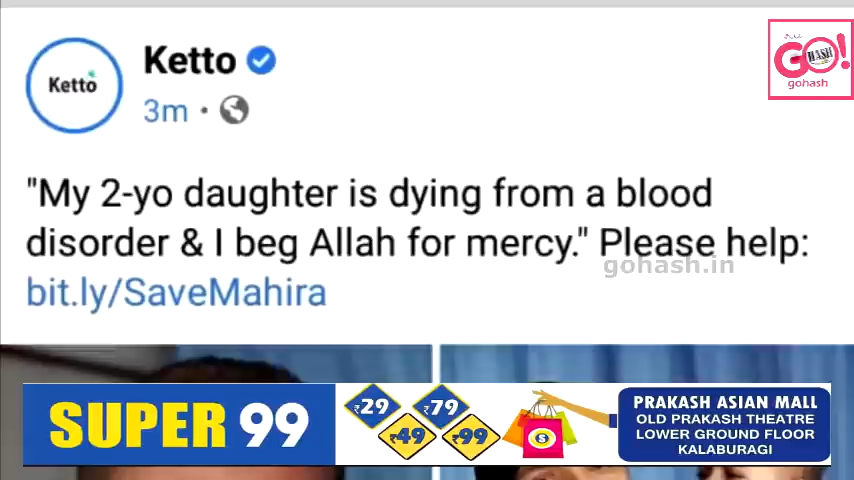 Ketto
Ketto
3m
GO!
HASH
gohash
"My 2-yo daughter is dying from a blood
disorder & I beg Allah for mercy." Please help:
bit.ly/SaveMahira
gohash.in
SUPER 99
₹29
₹79
₹49
₹99
S
PRAKASH ASIAN MALL
OLD PRAKASH THEATRE
LOWER GROUND FLOOR
KALABURAGI